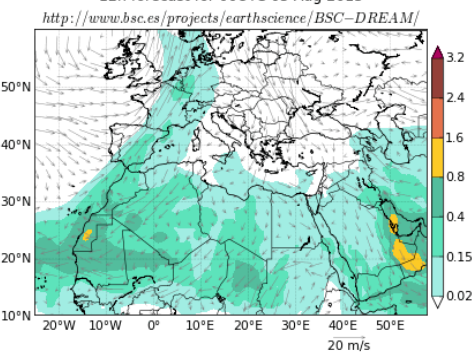 http://www.bsc.es/projects/earthscience/BSC−DREAM/
50°N
40°N
30°N
20°N
10°N
20°W 10°W 0° 10°E 20°E 30°E 40°E 50°E
3.2
2.4
1.6
0.8
0.4
0.15
0.02
20 m/s